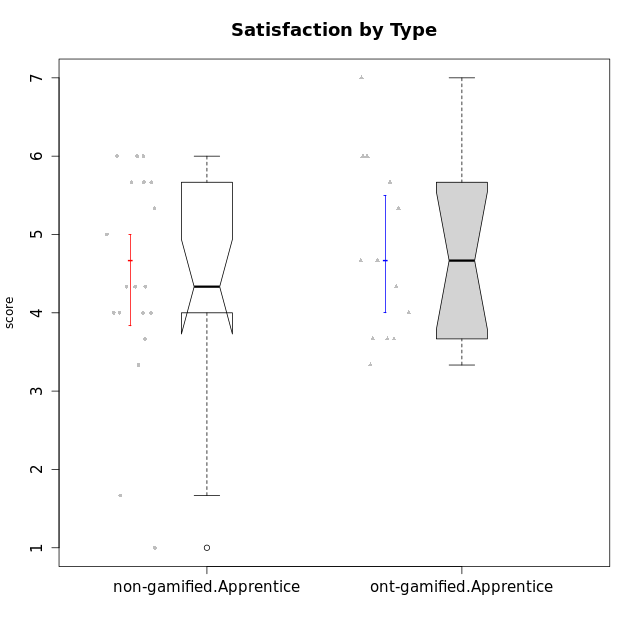 Satisfaction by Type
7
6
5
4
3
2
1
score
non-gamified.Apprentice
ont-gamified.Apprentice